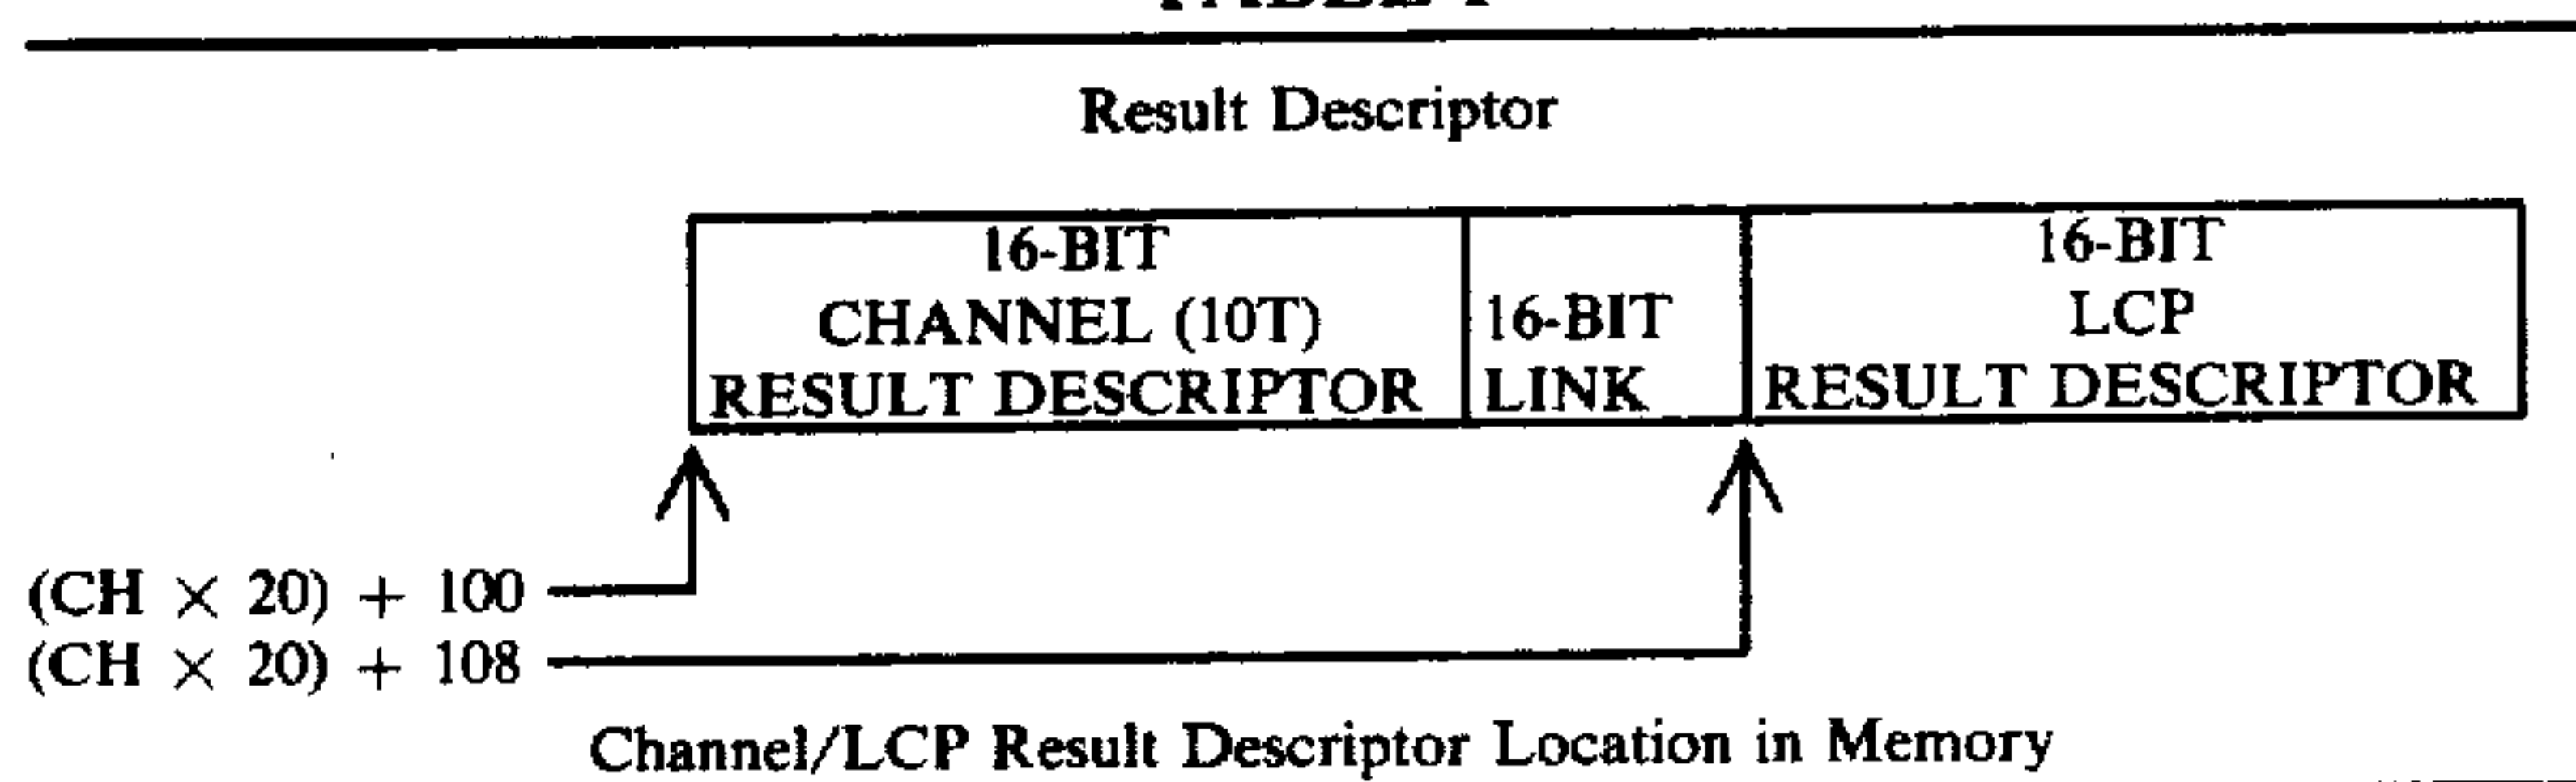 Result Descriptor
16-BIT
CHANNEL (10T)
RESULT DESCRIPTOR
16-BIT
LINK
16-BIT
LCP
RESULT DESCRIPTOR
(CH × 20) + 100
(CH × 20) + 108
Channel/LCP Result Descriptor Location in Memory